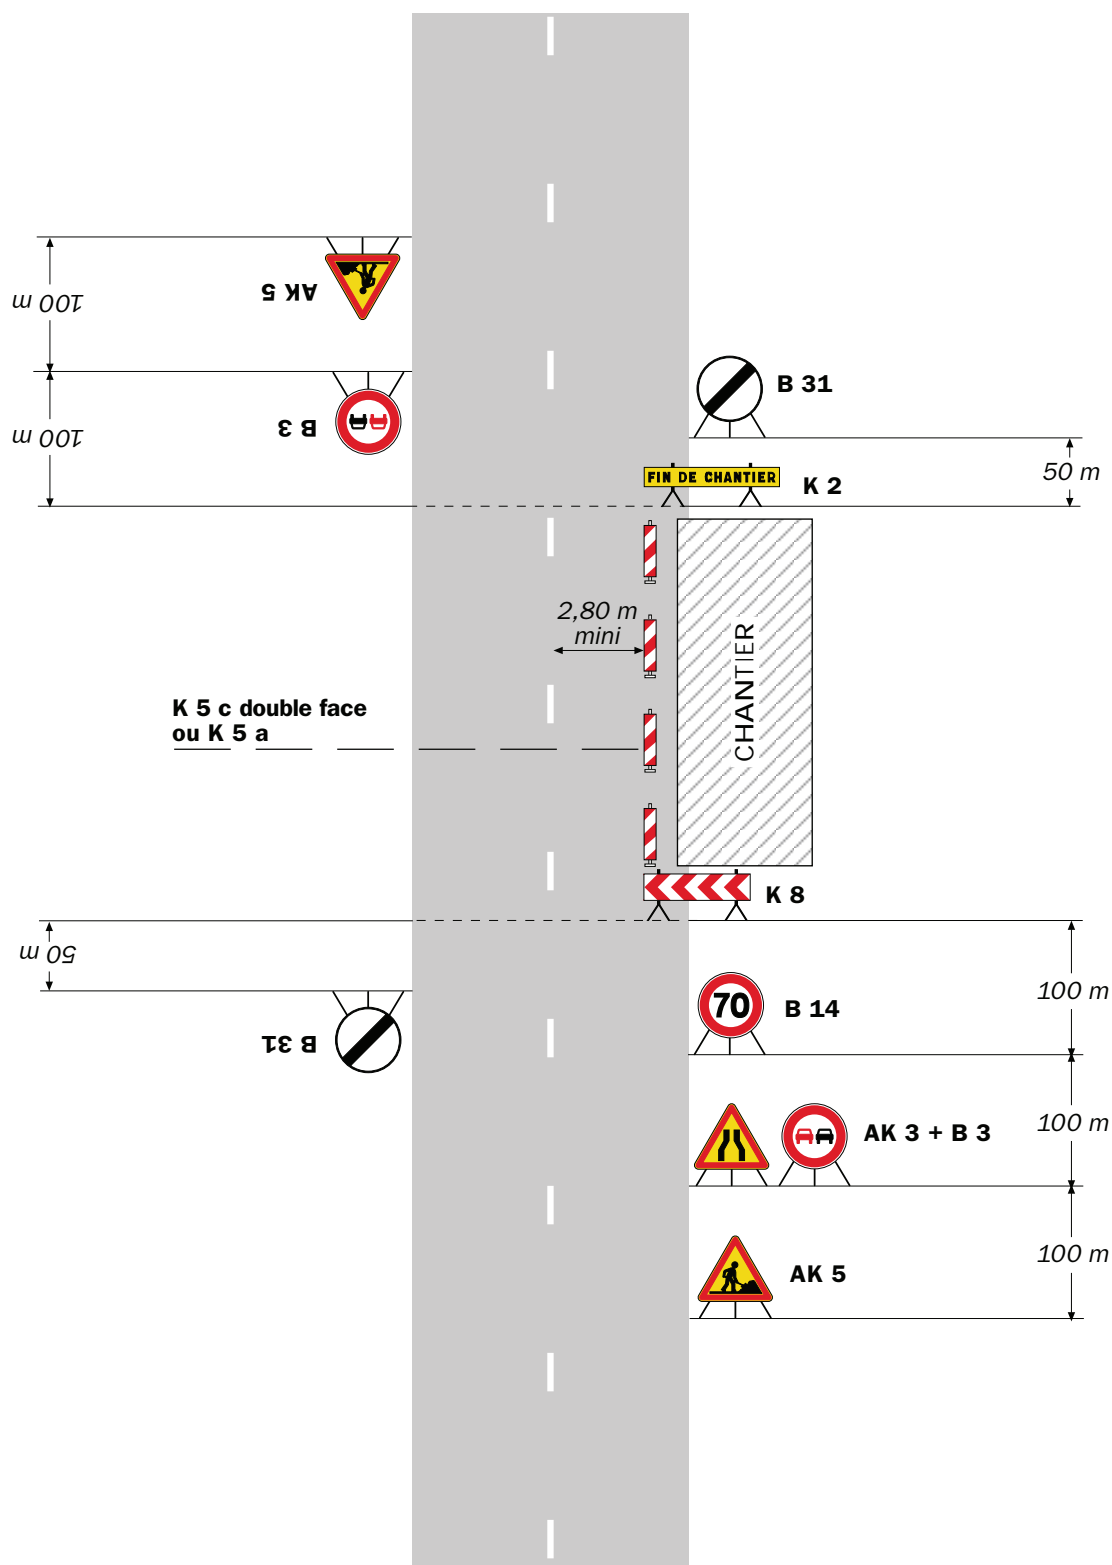 AK 5
100 m
B 3
100 m
B 31
50 m
FIN DE CHANTIER
K 2
2,80 m
mini
CHANTIER
K 5 c double face
ou K 5 a
K 8
50 m
B 31
70
B 14
100 m
AK 3 + B 3
100 m
AK 5
100 m